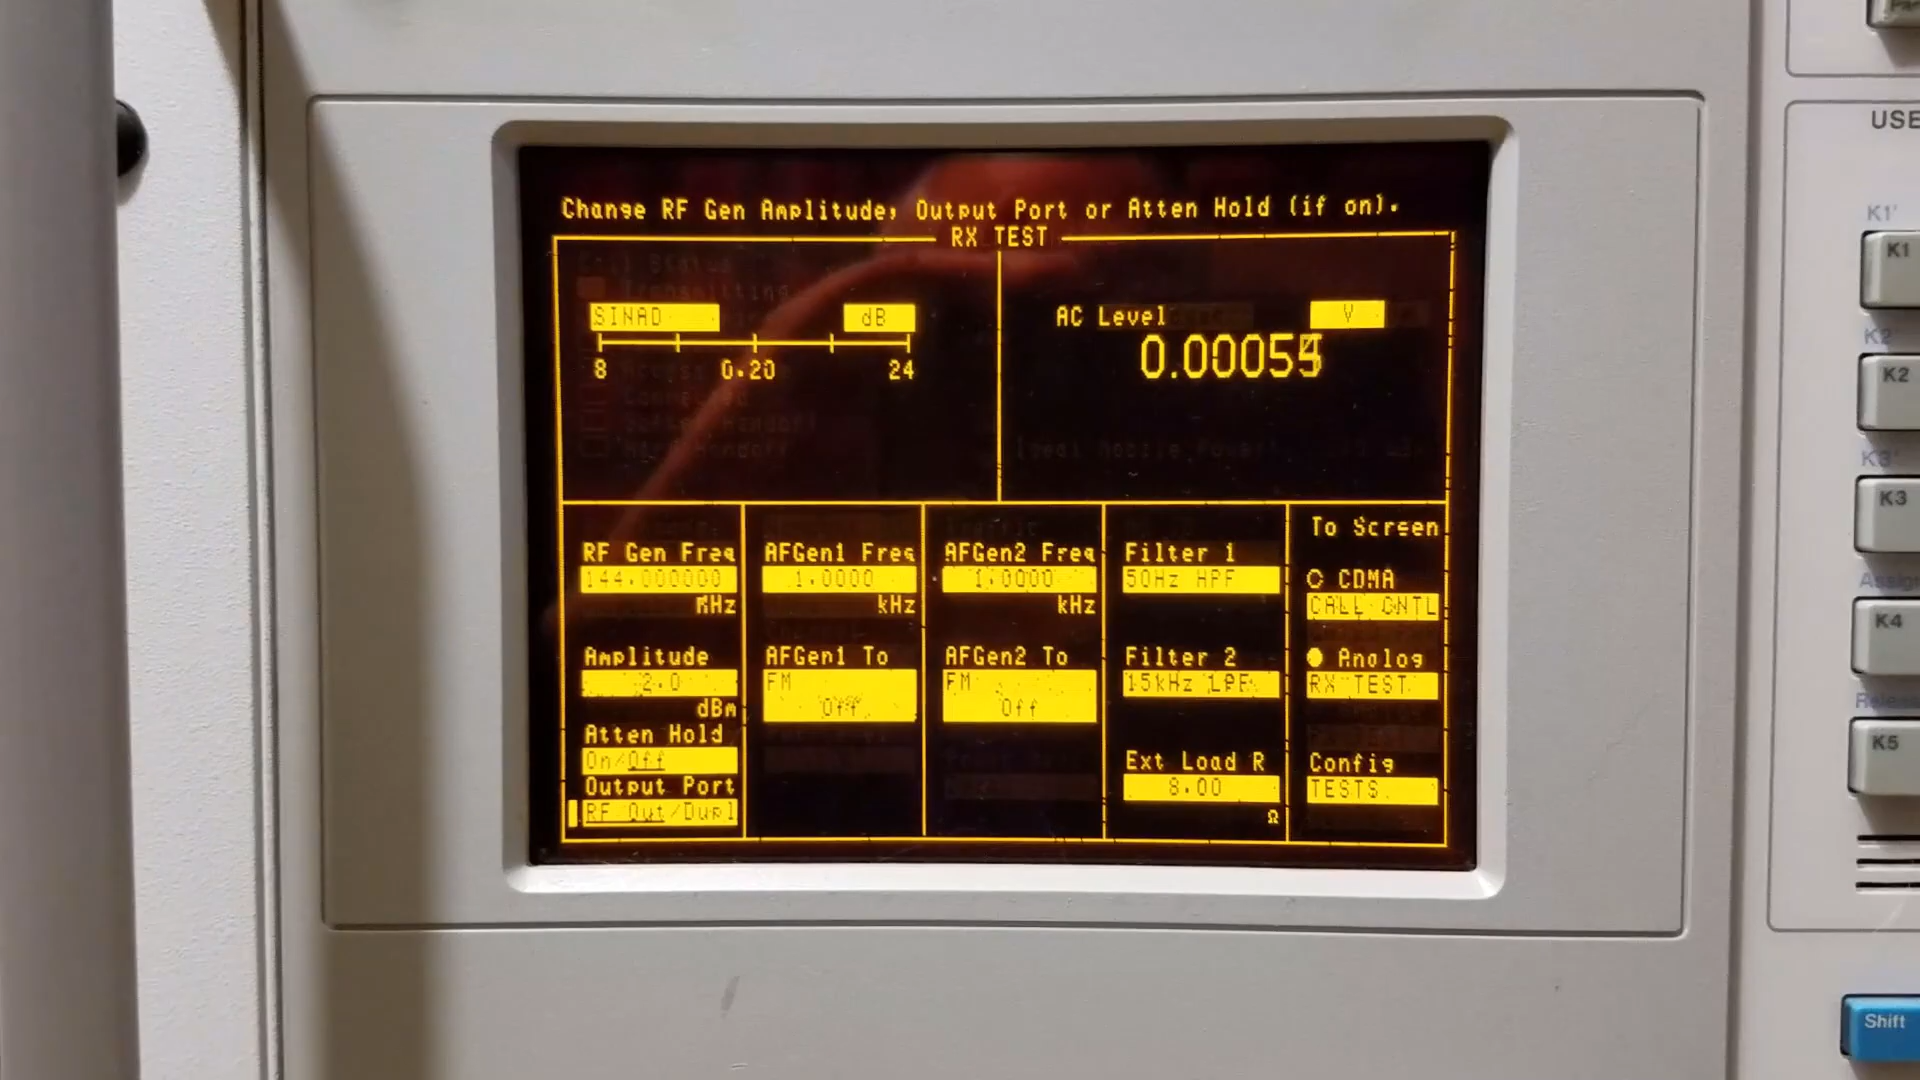 Change RF Gen Amplitude, Output Port or Atten Hold (if on).
RX TEST
SINAD dB
8 0.20 24
AC Level V
RF Gen Freq
144.000000
MHz
Amplitude
2.0
dBm
Atten Hold
On/Off
Output Port
RF Out/Dupl
AFGen1 Freq
1.0000
kHz
AFGen1 To
FM
Off
AFGen2 Freq
1.0000
kHz
AFGen2 To
FM
Off
Filter 1
50Hz HPF
Filter 2
15kHz LPF
Ext Load R
8.00
Ω
To Screen
CDMA
CALL CNTL
Analog
RX TEST
Config
TESTS
K1'
K1
K2
K3'
K3
K4
K5
Shift